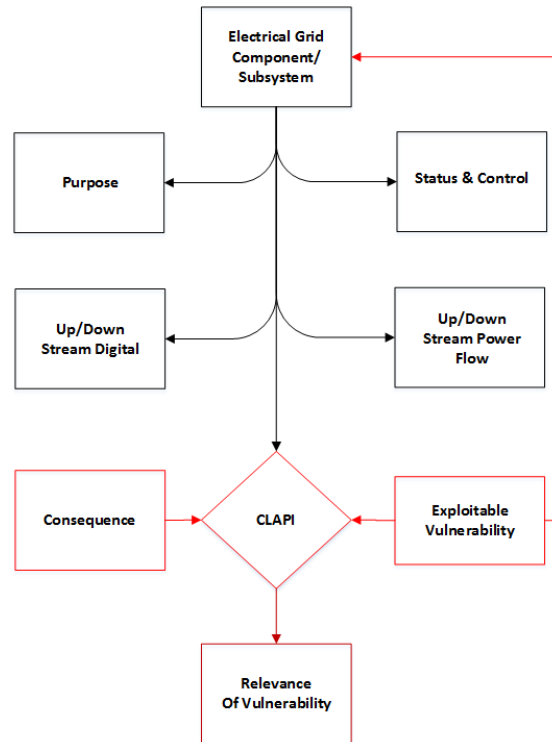 Electrical Grid
Component/
Subsystem
Purpose
Status & Control
Up/Down
Stream Digital
Up/Down
Stream Power
Flow
Consequence
CLAPI
Exploitable
Vulnerability
Relevance
Of Vulnerability